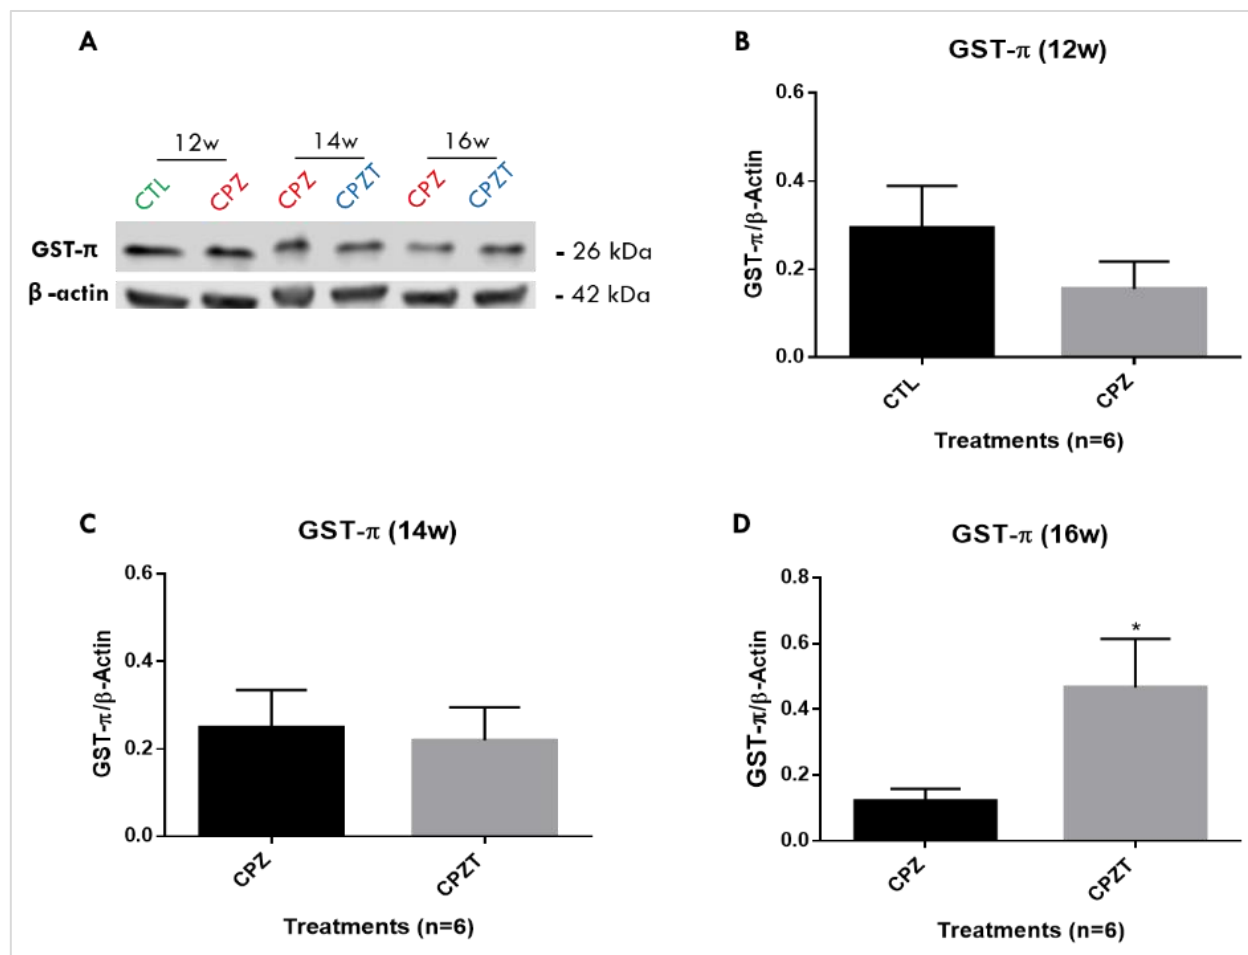 A
12w 14w 16w
CTL CPZ CPZ CPZT CPZ CPZT
GST-π - 26 kDa
β-actin - 42 kDa
B
GST-π (12w)
GST-π/β-Actin
0.6
0.4
0.2
0.0
CTL CPZ
Treatments (n=6)
C
GST-π (14w)
GST-π/β-Actin
0.6
0.4
0.2
0.0
CPZ CPZT
Treatments (n=6)
D
GST-π (16w)
GST-π/β-Actin
0.8
0.6
0.4
0.2
0.0
*
CPZ CPZT
Treatments (n=6)